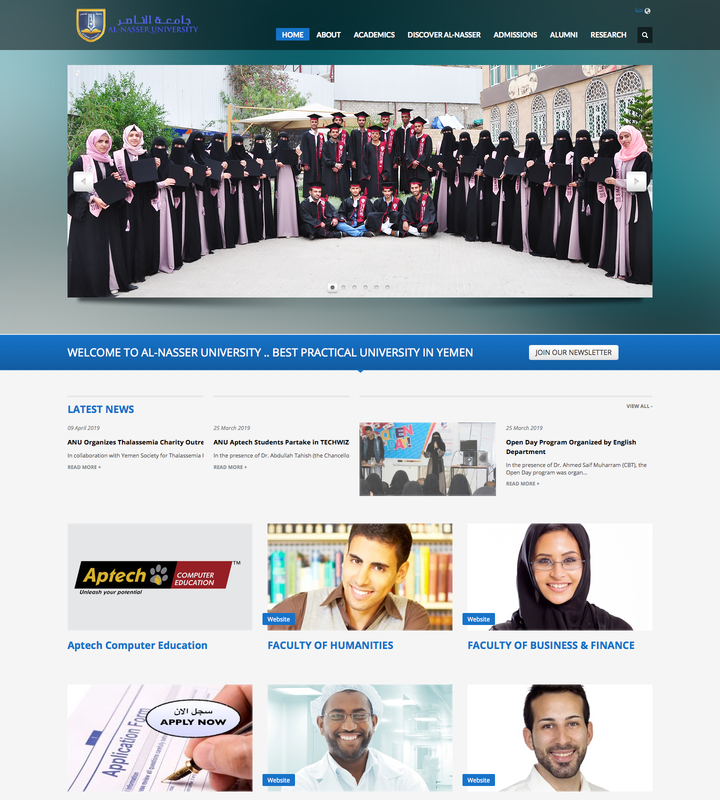 جامعة الناصر
AL NASSER UNIVERSITY
HOME ABOUT ACADEMICS DISCOVER AL-NASSER ADMISSIONS ALUMNI RESEARCH
WELCOME TO AL-NASSER UNIVERSITY .. BEST PRACTICAL UNIVERSITY IN YEMEN
JOIN OUR NEWSLETTER
LATEST NEWS
VIEW ALL
09 April 2019
ANU Organizes Thalassemia Charity Outre
In collaboration with Yemen Society for Thalassemia
READ MORE +
25 March 2019
ANU Aptech Students Partake in TECHWIZ
In the presence of Dr. Abdullah Tahish (the Chancello
READ MORE +
OPEN
DAY
25 March 2019
Open Day Program Organized by English
Department
In the presence of Dr. Ahmed Saif Muharram (CBT), the
Open Day program was organ...
READ MORE +
Aptech COMPUTER
EDUCATION
TM
Unleash your potential
Aptech Computer Education
Website
FACULTY OF HUMANITIES
Website
FACULTY OF BUSINESS & FINANCE
سجل الان
APPLY NOW
Application Form
Website
Website